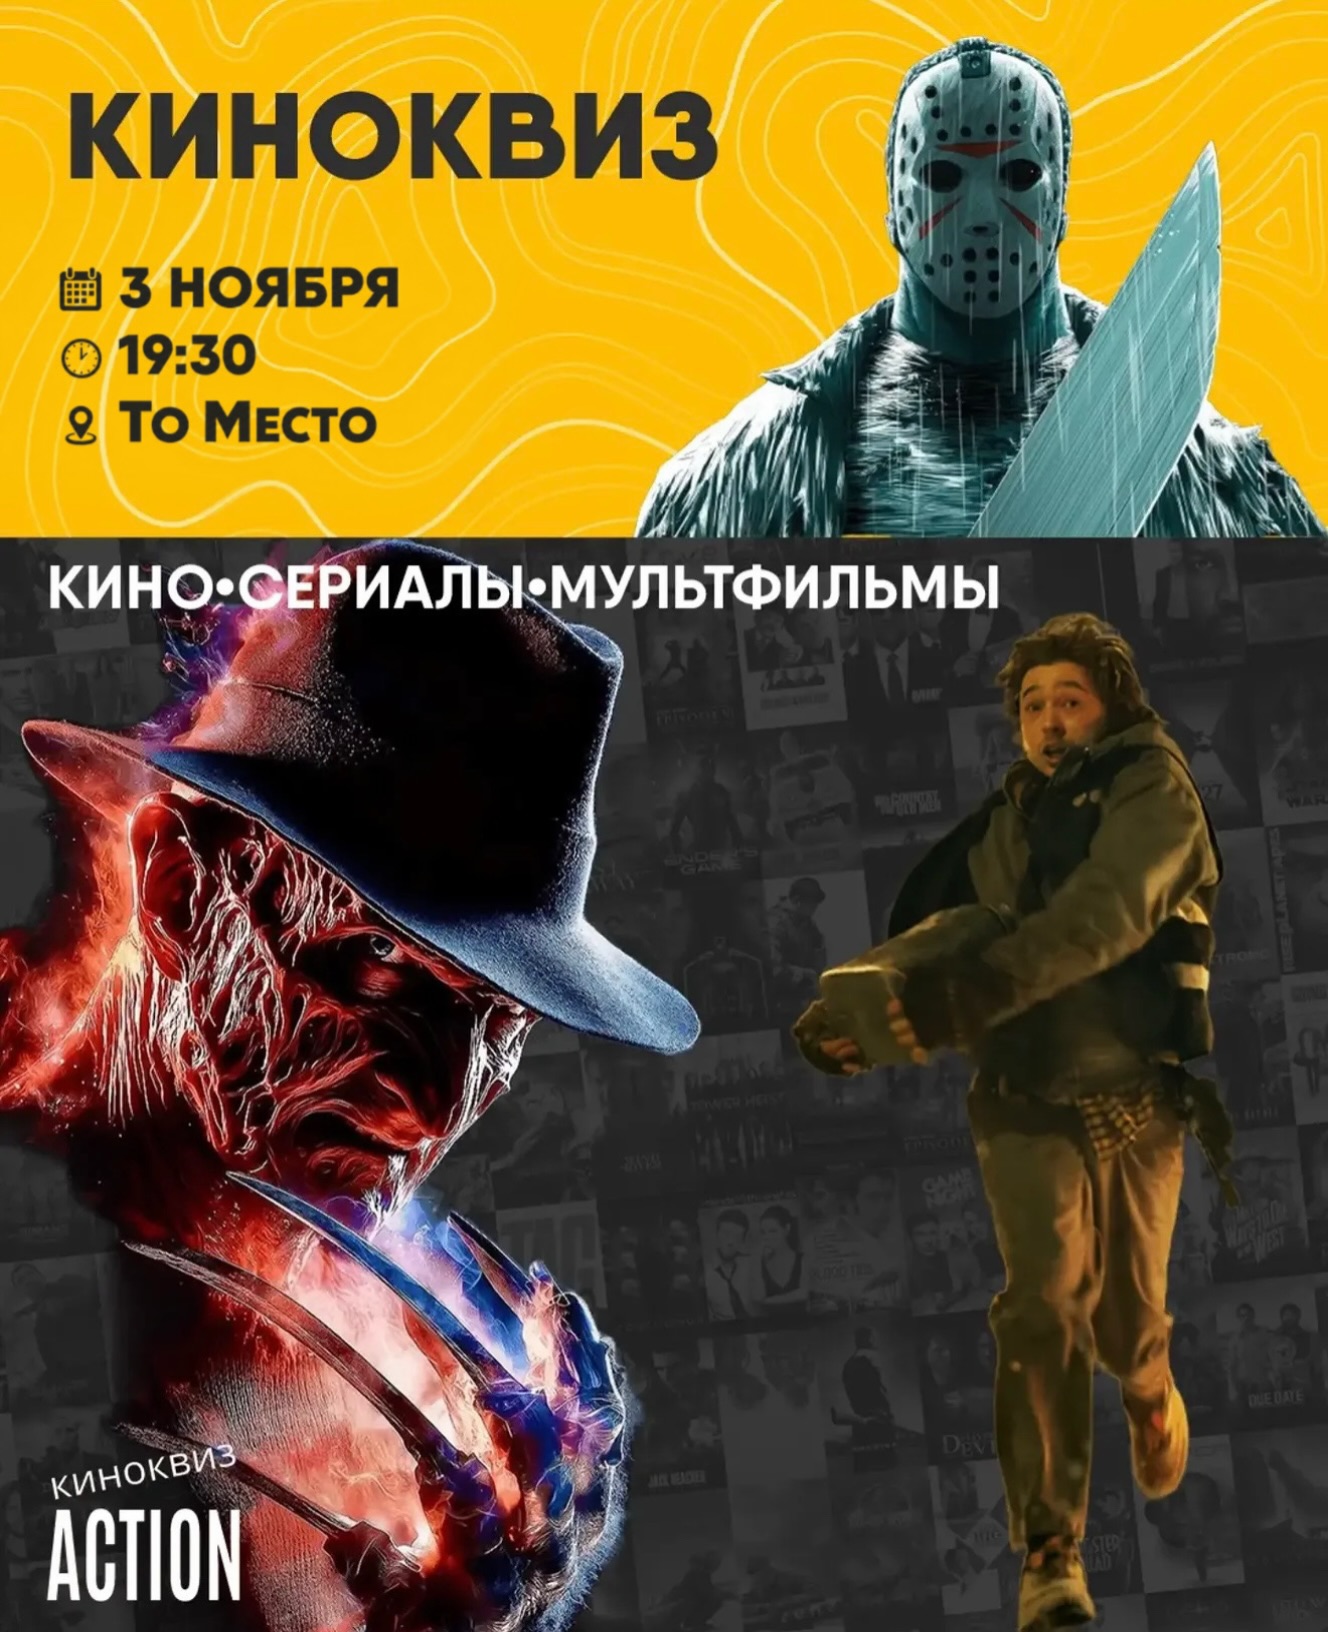 КИНОКВИЗ
3 НОЯБРЯ
19:30
То Место
КИНО•СЕРИАЛЫ•МУЛЬТФИЛЬМЫ
КИНОКВИЗ
ACTION